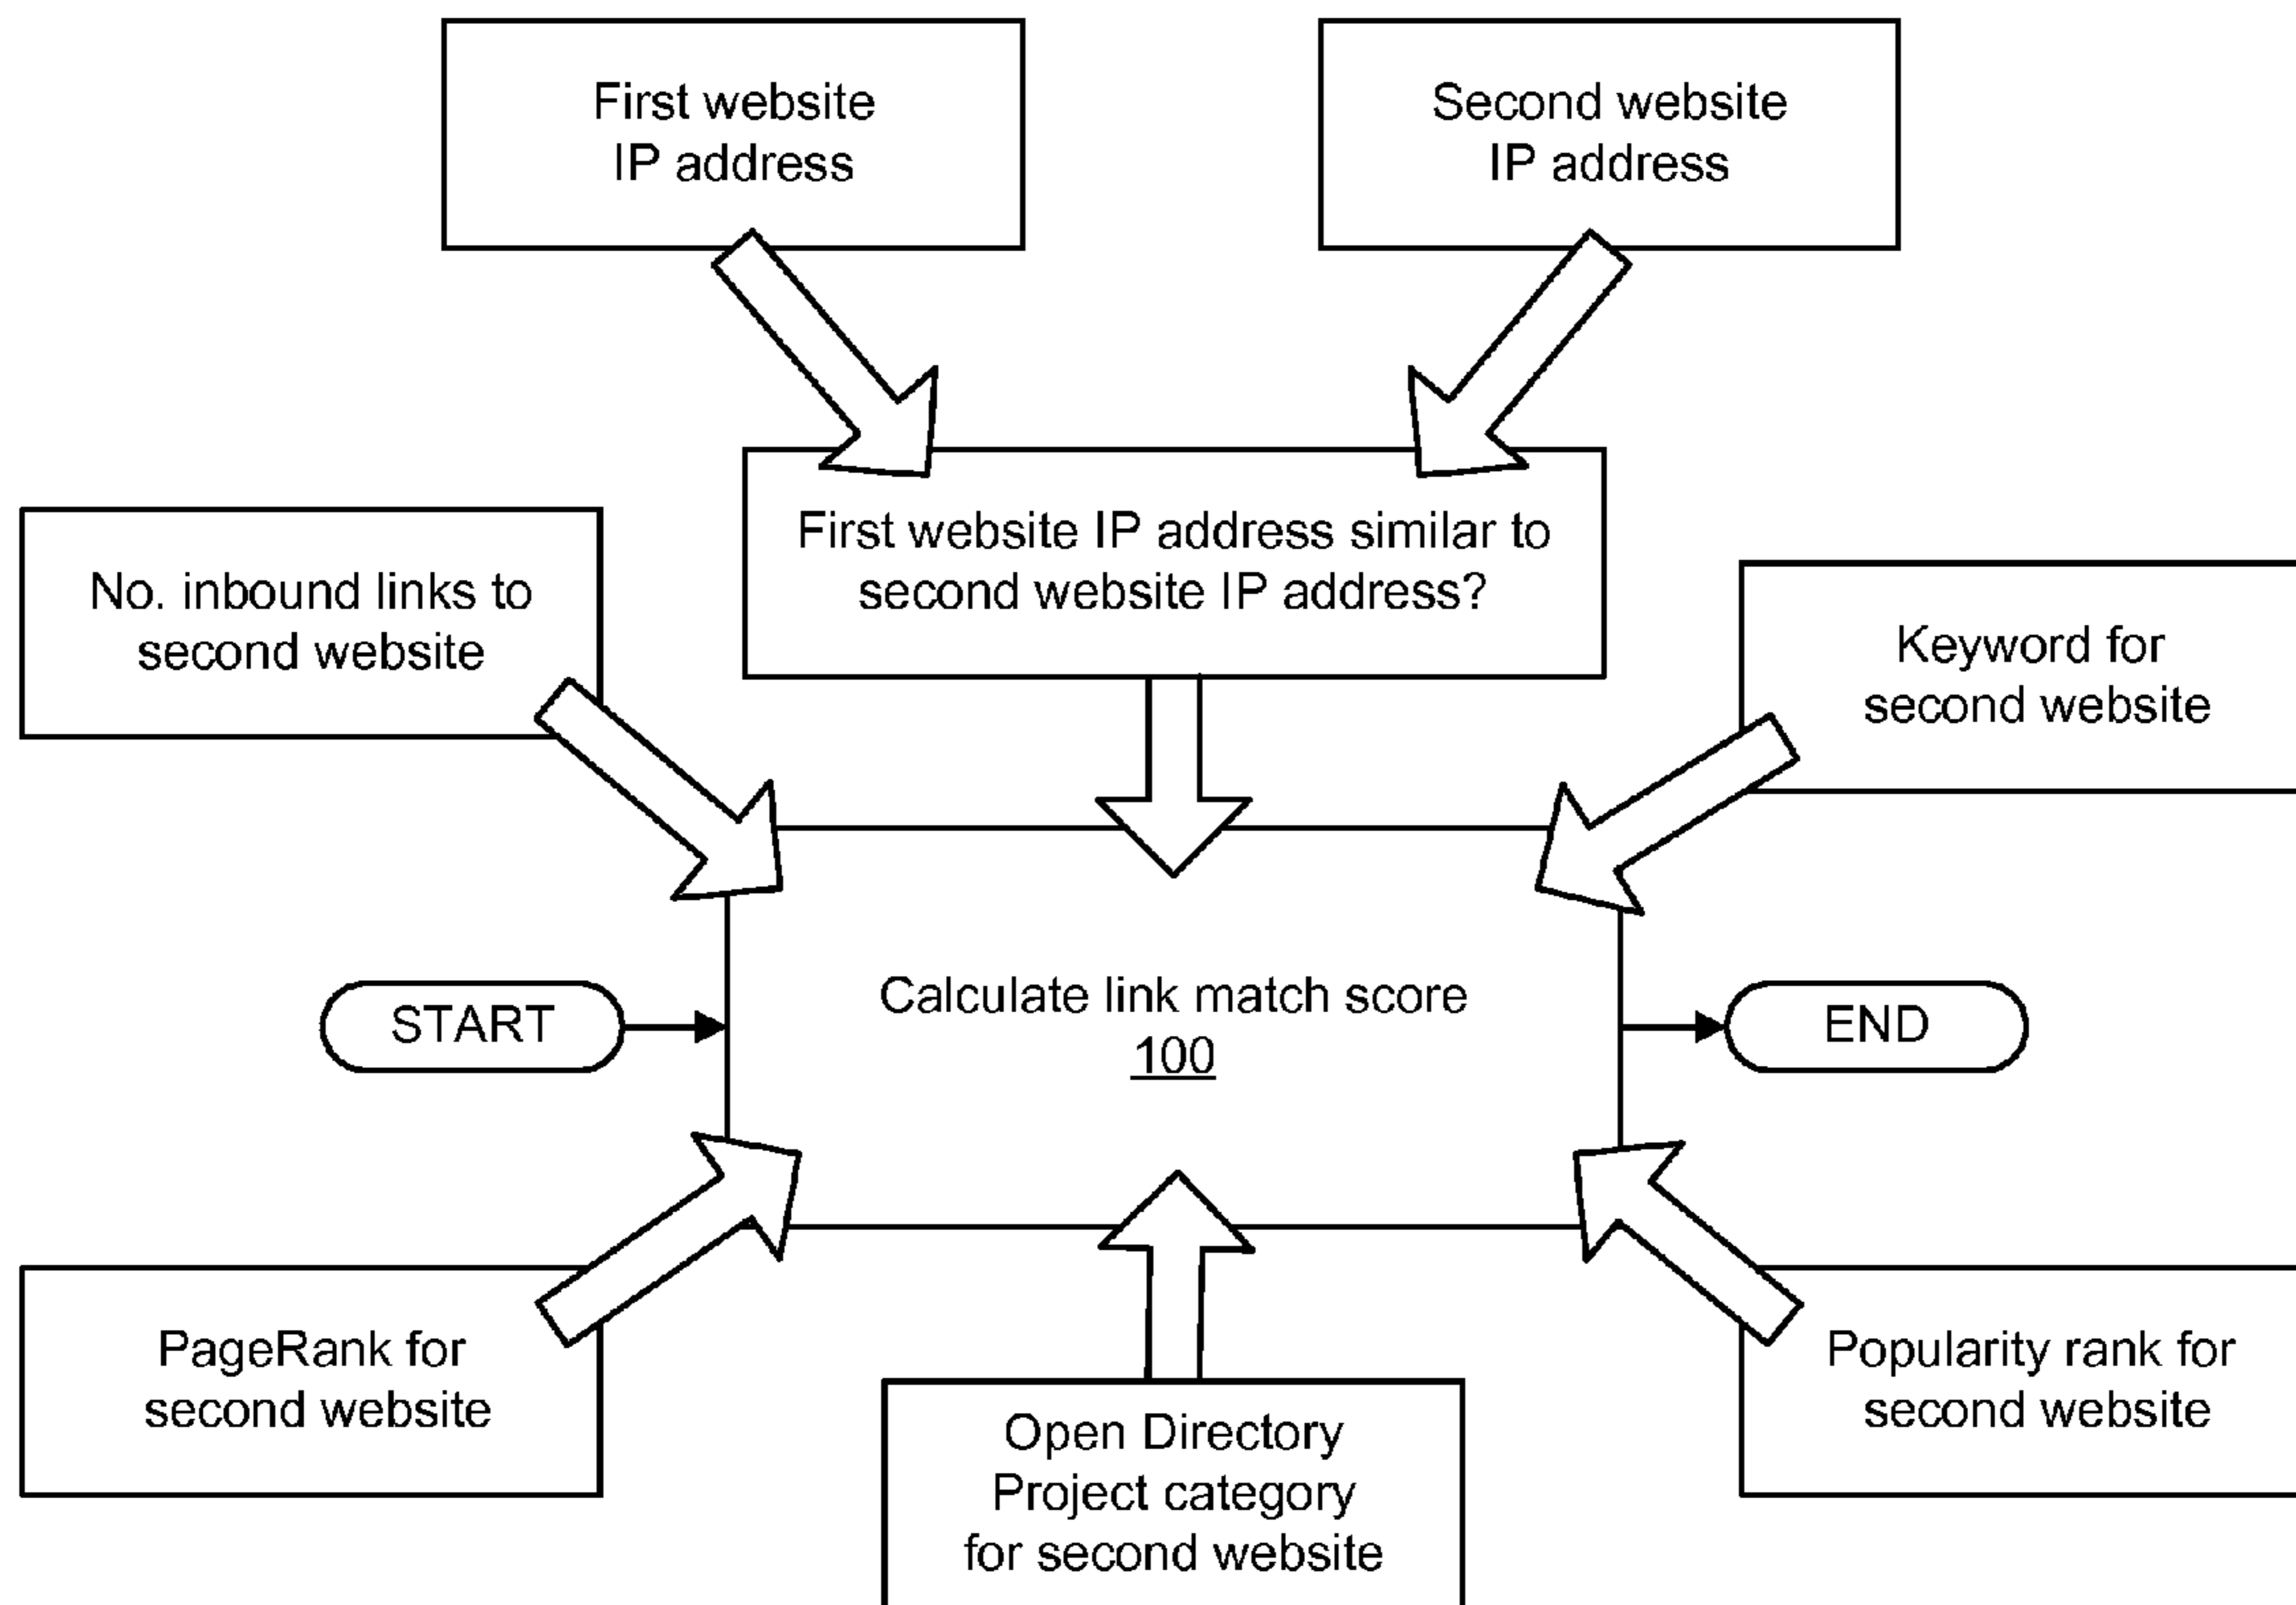 First website
IP address
Second website
IP address
First website IP address similar to
second website IP address?
No. inbound links to
second website
Keyword for
second website
START
Calculate link match score
100
END
PageRank for
second website
Open Directory
Project category
for second website
Popularity rank for
second website